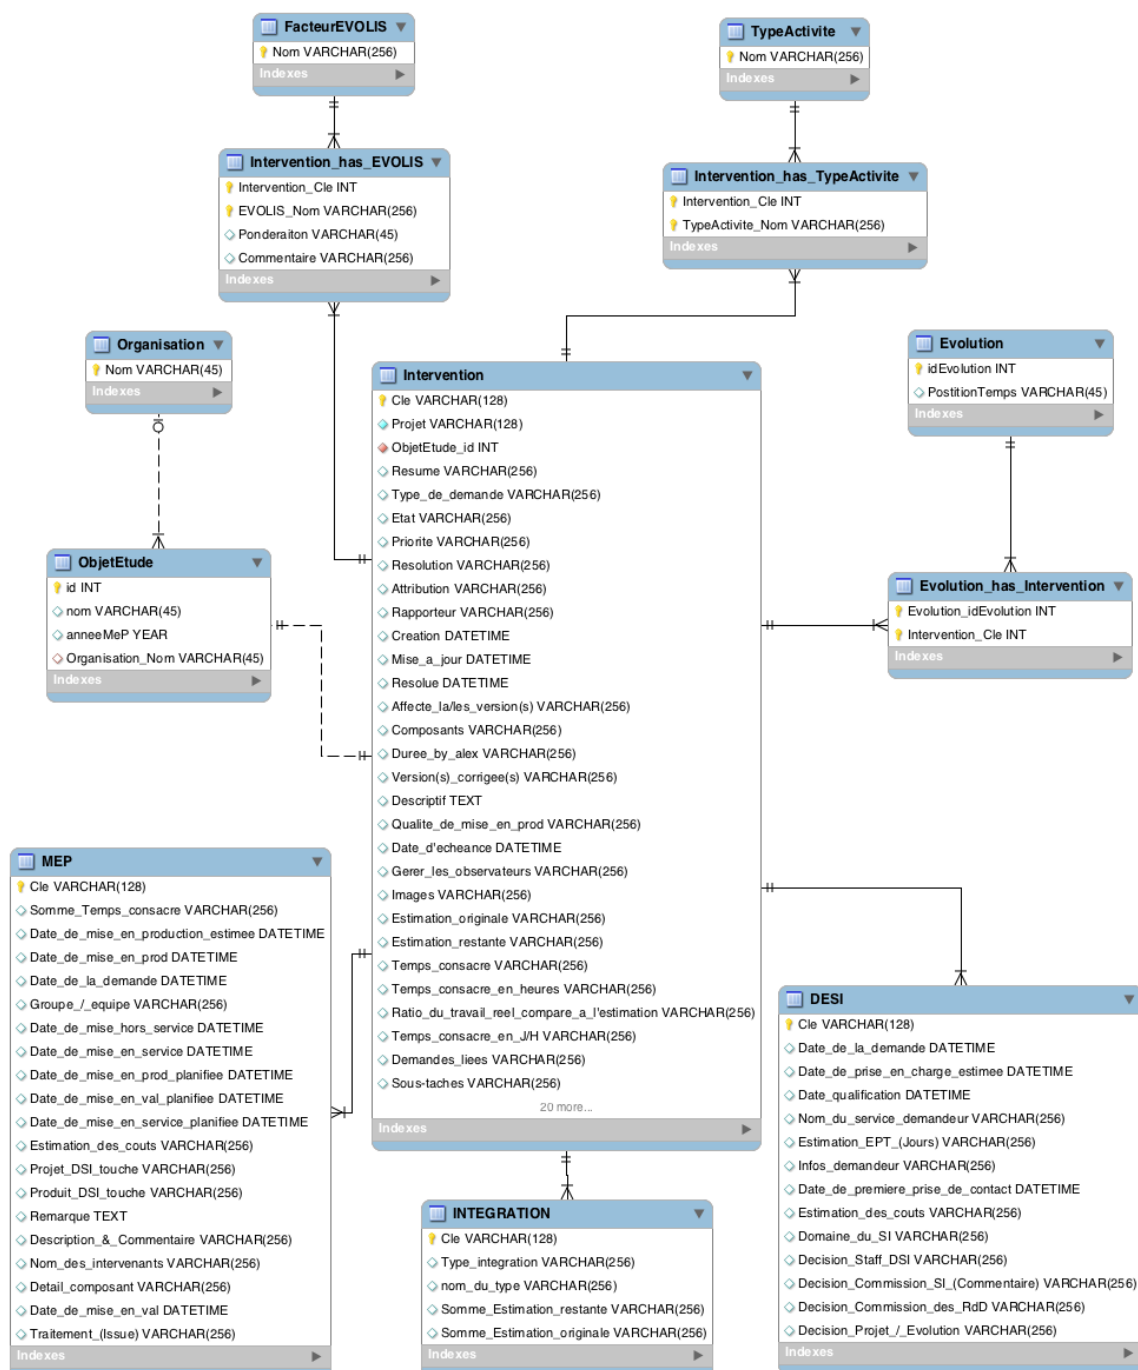 FacteurEVOLIS
Nom VARCHAR(256)
Indexes
TypeActivite
Nom VARCHAR(256)
Indexes
Intervention_has_EVOLIS
Intervention_Cle INT
EVOLIS_Nom VARCHAR(256)
Ponderaiton VARCHAR(45)
Commentaire VARCHAR(256)
Indexes
Intervention_has_TypeActivite
Intervention_Cle INT
TypeActivite_Nom VARCHAR(256)
Indexes
Organisation
Nom VARCHAR(45)
Indexes
Evolution
idEvolution INT
PostitionTemps VARCHAR(45)
Indexes
Intervention
Cle VARCHAR(128)
Projet VARCHAR(128)
ObjetEtude_id INT
Resume VARCHAR(256)
Type_de_demande VARCHAR(256)
Etat VARCHAR(256)
Priorite VARCHAR(256)
Resolution VARCHAR(256)
Attribution VARCHAR(256)
Rapporteur VARCHAR(256)
Creation DATETIME
Mise_a_jour DATETIME
Resolue DATETIME
Affecte_la/les_version(s) VARCHAR(256)
Composants VARCHAR(256)
Duree_by_alex VARCHAR(256)
Version(s)_corrigee(s) VARCHAR(256)
Descriptif TEXT
Qualite_de_mise_en_prod VARCHAR(256)
Date_d'echeance DATETIME
Gerer_les_observateurs VARCHAR(256)
Images VARCHAR(256)
Estimation_originale VARCHAR(256)
Estimation_restante VARCHAR(256)
Temps_consacre VARCHAR(256)
Temps_consacre_en_heures VARCHAR(256)
Ratio_du_travail_reel_compare_a_l'estimation VARCHAR(256)
Temps_consacre_en_J/H VARCHAR(256)
Demandes_liees VARCHAR(256)
Sous-taches VARCHAR(256)
20 more...
Indexes
ObjetEtude
id INT
nom VARCHAR(45)
anneeMeP YEAR
Organisation_Nom VARCHAR(45)
Indexes
Evolution_has_Intervention
Evolution_idEvolution INT
Intervention_Cle INT
Indexes
MEP
Cle VARCHAR(128)
Somme_Temps_consacre VARCHAR(256)
Date_de_mise_en_production_estimee DATETIME
Date_de_mise_en_prod DATETIME
Date_de_la_demande DATETIME
Groupe_/_equipe VARCHAR(256)
Date_de_mise_hors_service DATETIME
Date_de_mise_en_service DATETIME
Date_de_mise_en_prod_planifiee DATETIME
Date_de_mise_en_val_planifiee DATETIME
Date_de_mise_en_service_planifiee DATETIME
Estimation_des_couts VARCHAR(256)
Projet_DSI_touche VARCHAR(256)
Produit_DSI_touche VARCHAR(256)
Remarque TEXT
Description_&_Commentaire VARCHAR(256)
Nom_des_intervenants VARCHAR(256)
Detail_composant VARCHAR(256)
Date_de_mise_en_val DATETIME
Traitement_(Issue) VARCHAR(256)
Indexes
INTEGRATION
Cle VARCHAR(128)
Type_integration VARCHAR(256)
nom_du_type VARCHAR(256)
Somme_Estimation_restante VARCHAR(256)
Somme_Estimation_originale VARCHAR(256)
Indexes
DESI
Cle VARCHAR(128)
Date_de_la_demande DATETIME
Date_de_prise_en_charge_estimee DATETIME
Date_qualification DATETIME
Nom_du_service_demandeur VARCHAR(256)
Estimation_EPT_(Jours) VARCHAR(256)
Infos_demandeur VARCHAR(256)
Date_de_premiere_prise_de_contact DATETIME
Estimation_des_couts VARCHAR(256)
Domaine_du_SI VARCHAR(256)
Decision_Staff_DSI VARCHAR(256)
Decision_Commission_SI_(Commentaire) VARCHAR(256)
Decision_Commission_des_RdD VARCHAR(256)
Decision_Projet_/_Evolution VARCHAR(256)
Indexes